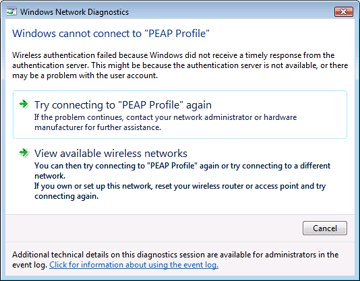 Windows Network Diagnostics
Windows cannot connect to "PEAP Profile"
Wireless authentication failed because Windows did not receive a timely response from the
authentication server. This might be because the authentication server is not available, or there
may be a problem with the user account.
Try connecting to "PEAP Profile" again
If the problem continues, contact your network administrator or hardware
manufacturer for further assistance.
View available wireless networks
You can then try connecting to "PEAP Profile" again or try connecting to a
different network.
If you own or set up this network, reset your wireless router or access point and try
connecting again.
Cancel
Additional technical details on this diagnostics session are available for administrators in the
event log. Click for information about using the event log.